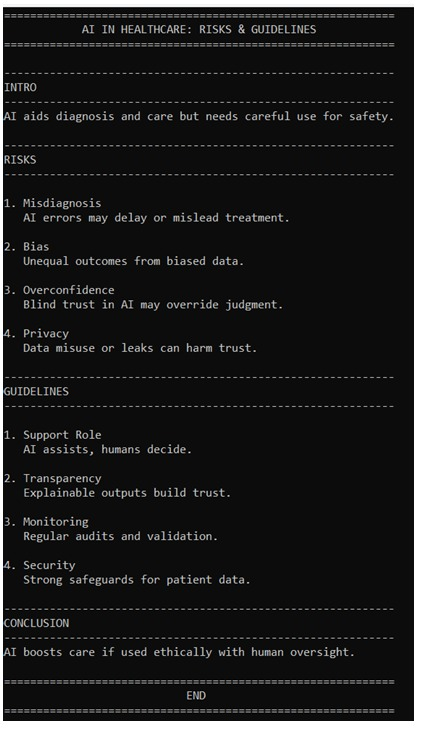 ============================================================
AI IN HEALTHCARE: RISKS & GUIDELINES
============================================================
------------------------------------------------------------
INTRO
------------------------------------------------------------
AI aids diagnosis and care but needs careful use for safety.
------------------------------------------------------------
RISKS
------------------------------------------------------------
1. Misdiagnosis
AI errors may delay or mislead treatment.
2. Bias
Unequal outcomes from biased data.
3. Overconfidence
Blind trust in AI may override judgment.
4. Privacy
Data misuse or leaks can harm trust.
------------------------------------------------------------
GUIDELINES
------------------------------------------------------------
1. Support Role
AI assists, humans decide.
2. Transparency
Explainable outputs build trust.
3. Monitoring
Regular audits and validation.
4. Security
Strong safeguards for patient data.
------------------------------------------------------------
CONCLUSION
------------------------------------------------------------
AI boosts care if used ethically with human oversight.
============================================================
END
============================================================